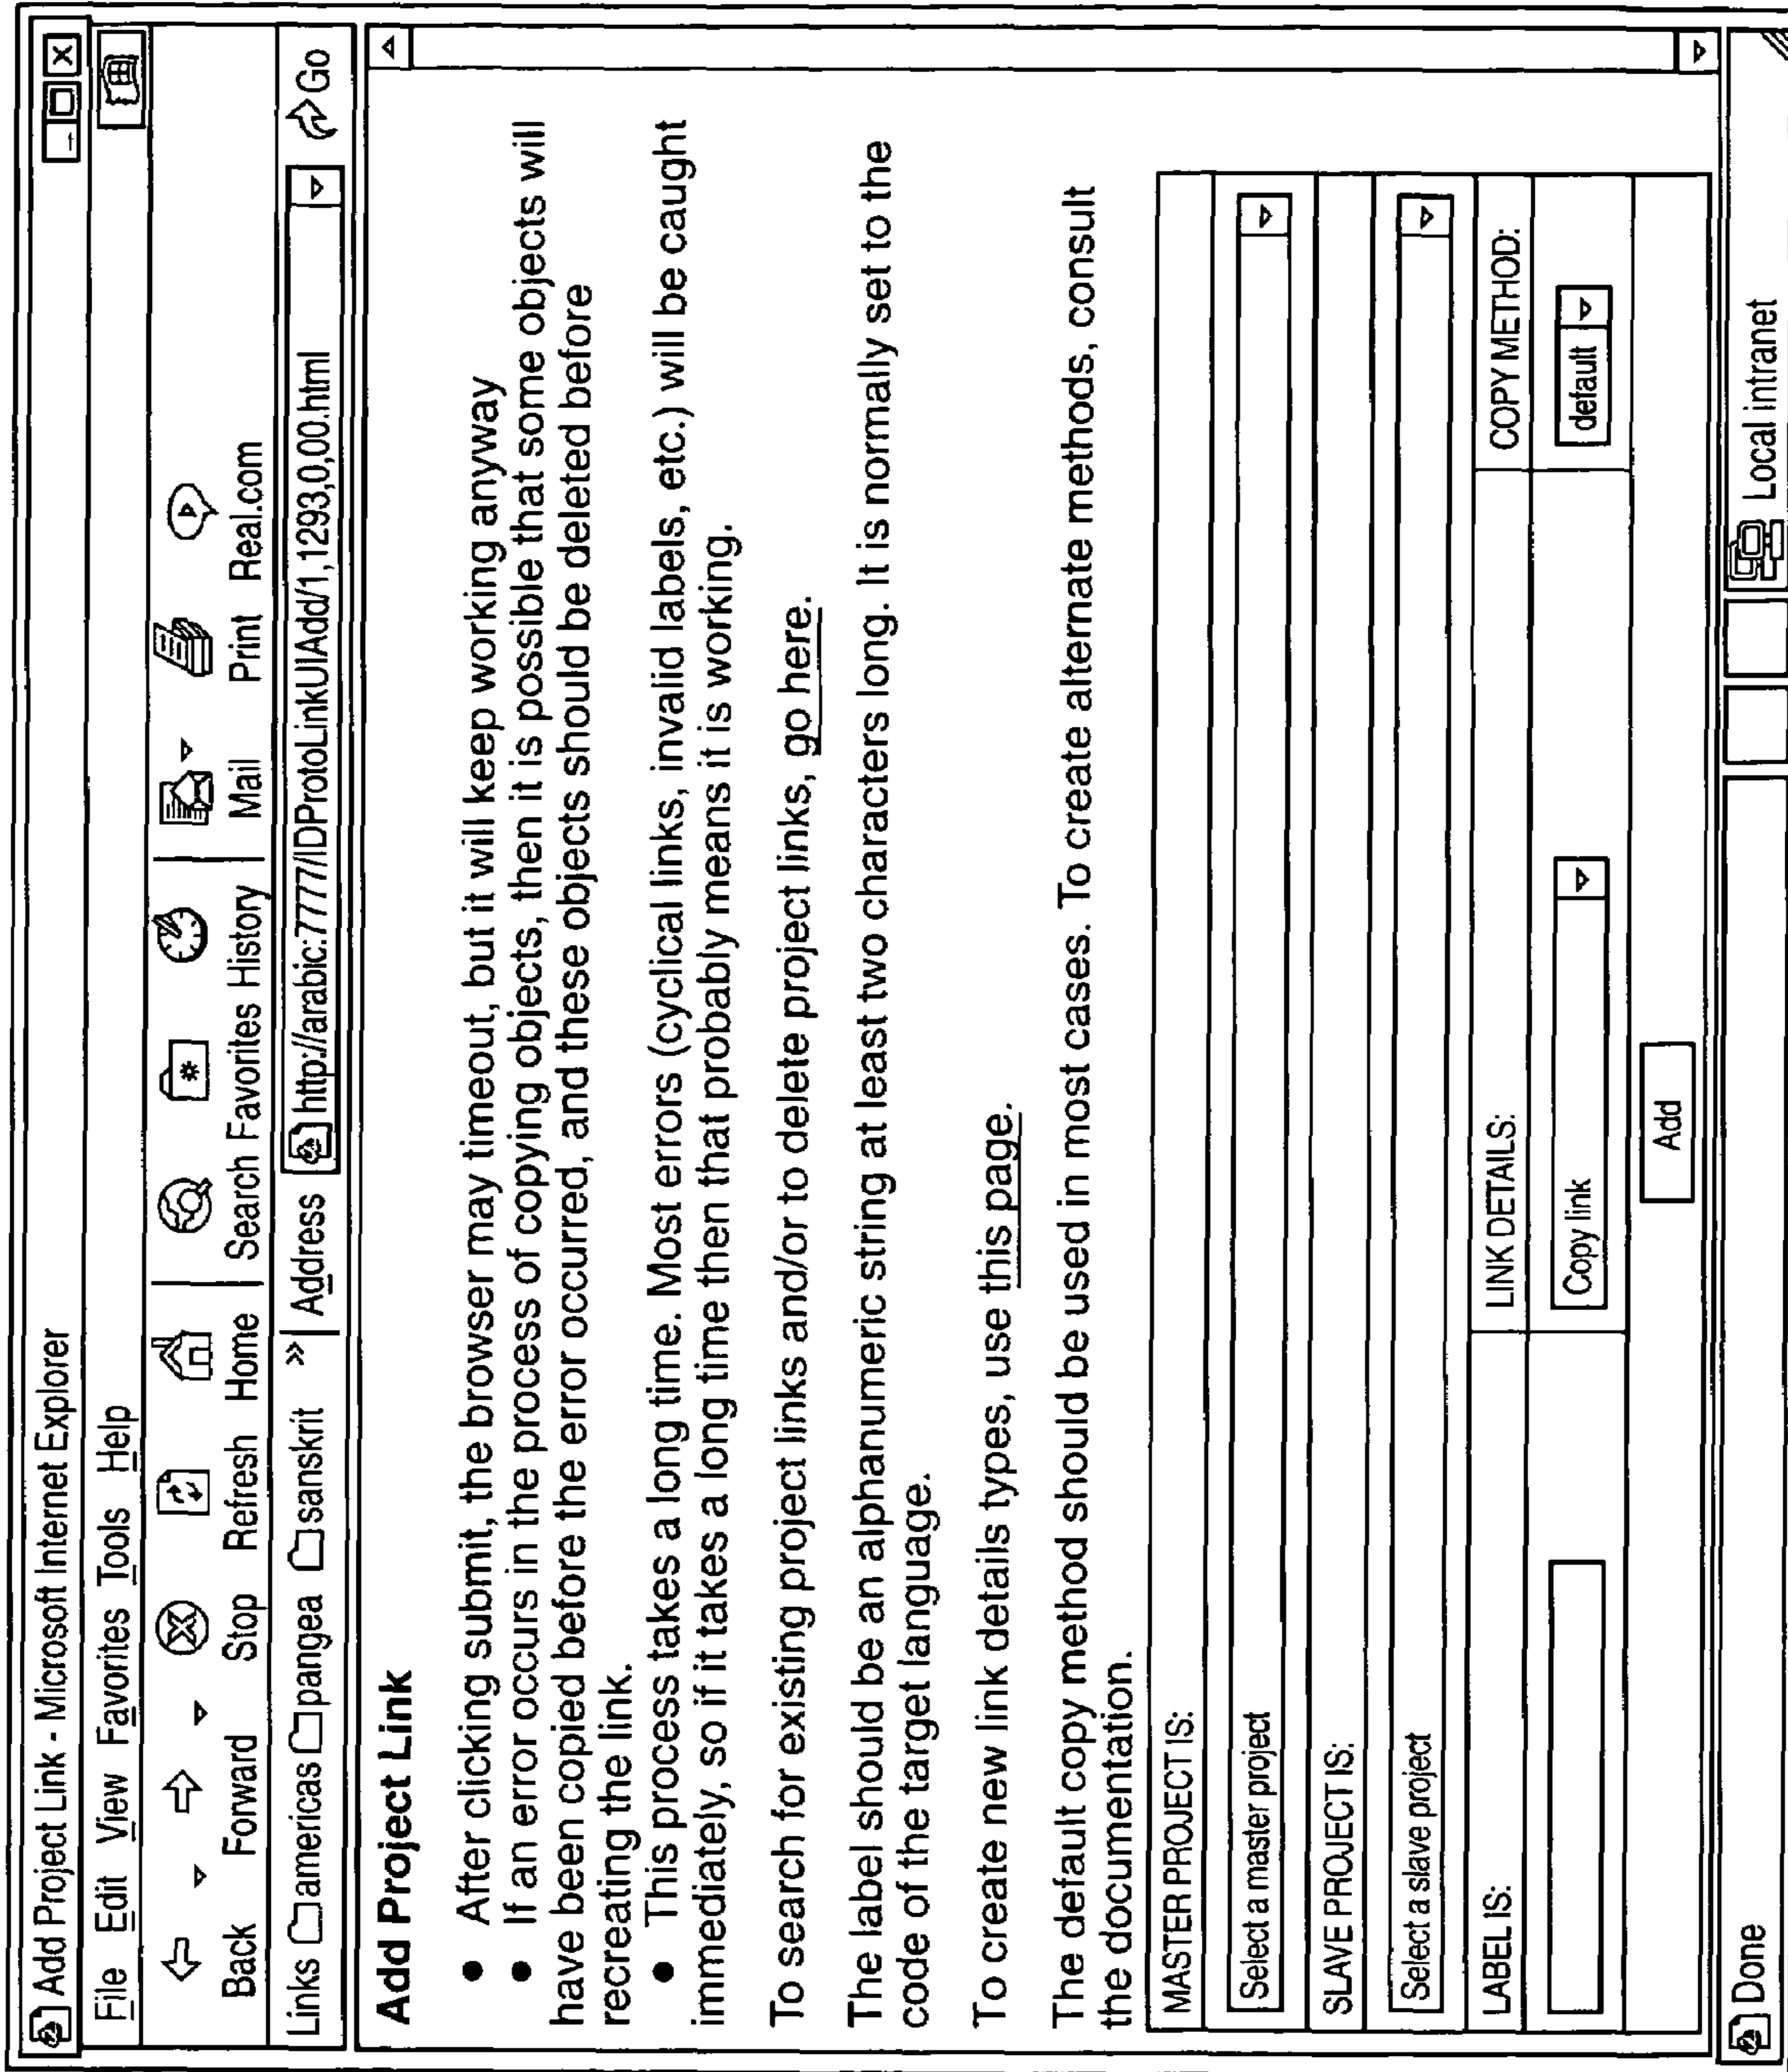 Add Project Link - Microsoft Internet Explorer
File Edit View Favorites Tools Help
Back Forward Stop Refresh Home Search Favorites History Mail Print Real.com
Links americas pangea sanskrit » Address http://arabic:7777/IDProtoLinkUIAdd/1,1293,0,00.html Go
Add Project Link
• After clicking submit, the browser may timeout, but it will keep working anyway
• If an error occurs in the process of copying objects, then it is possible that some objects will
have been copied before the error occurred, and these objects should be deleted before
recreating the link.
• This process takes a long time. Most errors (cyclical links, invalid labels, etc.) will be caught
immediately, so if it takes a long time then that probably means it is working.
To search for existing project links and/or to delete project links, go here.
The label should be an alphanumeric string at least two characters long. It is normally set to the
code of the target language.
To create new link details types, use this page.
The default copy method should be used in most cases. To create alternate methods, consult
the documentation.
MASTER PROJECT IS:
Select a master project
SLAVE PROJECT IS:
Select a slave project
LABEL IS: LINK DETAILS: COPY METHOD:
Copy link default
Add
Done Local intranet